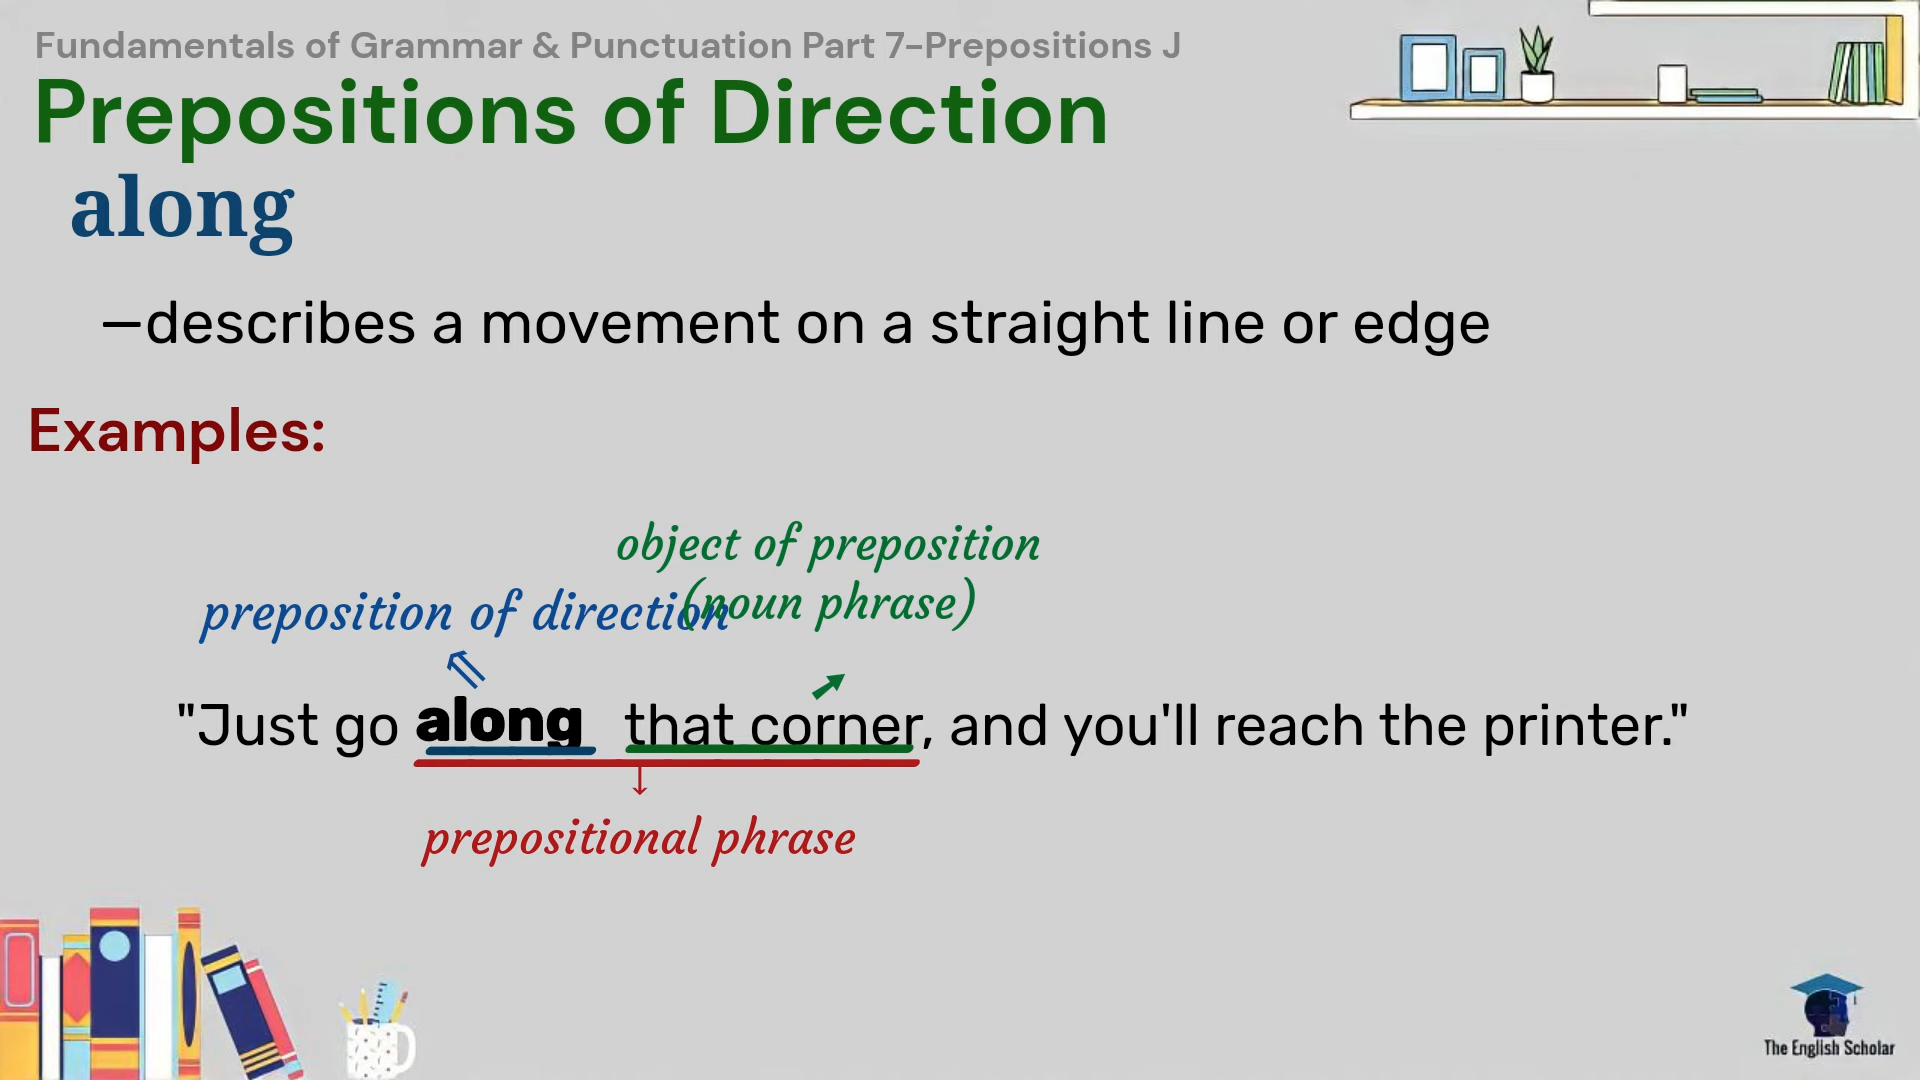 Fundamentals of Grammar & Punctuation Part 7–Prepositions J
Prepositions of Direction
along
—describes a movement on a straight line or edge
Examples:
object of preposition
(noun phrase)
preposition of direction
"Just go along that corner, and you'll reach the printer."
prepositional phrase
The English Scholar